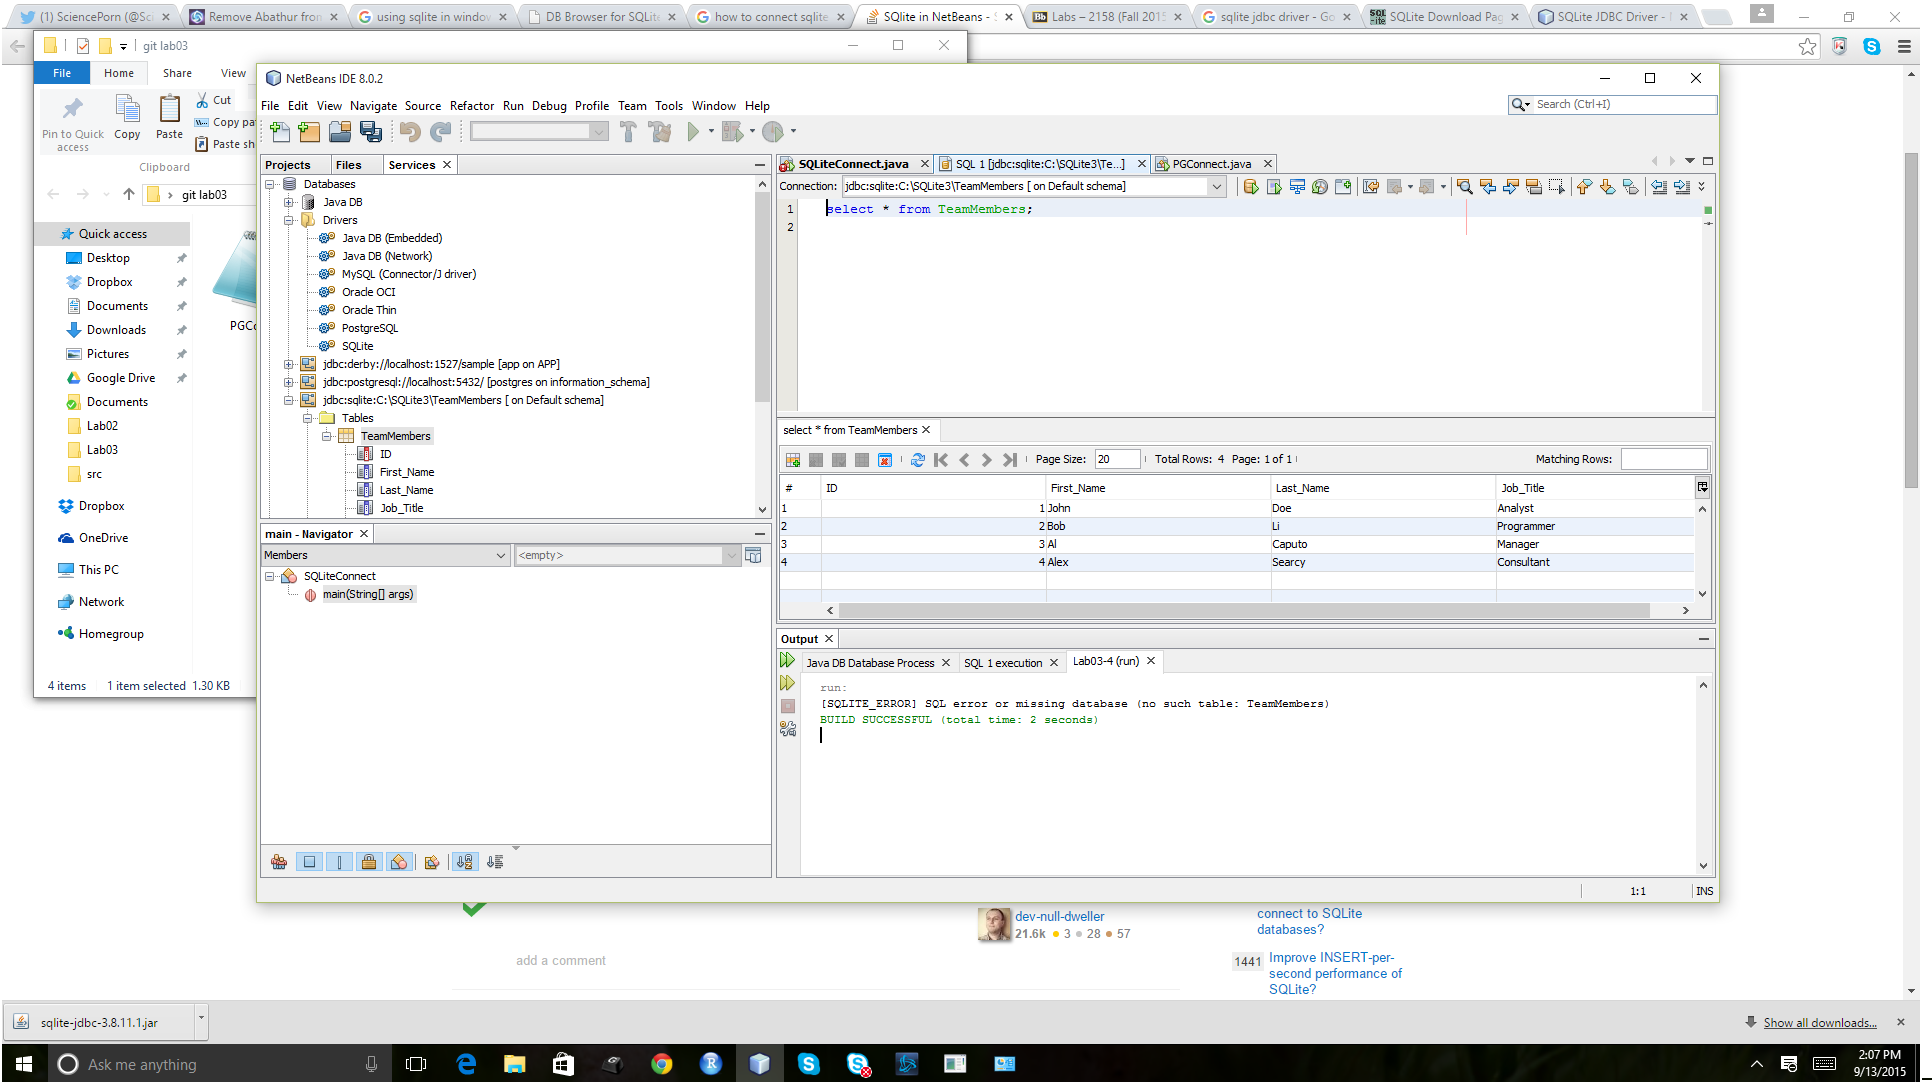 (1) SciencePorn (@Sci
Remove Abathur from
using sqlite in window
DB Browser for SQLite
how to connect sqlite
SQlite in NetBeans - S
Labs – 2158 (Fall 2015
sqlite jdbc driver - Go
SQLite Download Pag
SQLite JDBC Driver -
git lab03
File Home Share View
Pin to Quick access
Copy
Paste
Cut
Copy pa
Paste sh
Clipboard
git lab03
Quick access
Desktop
Dropbox
Documents
Downloads
Pictures
Google Drive
Documents
Lab02
Lab03
src
Dropbox
OneDrive
This PC
Network
Homegroup
PGCo
4 items 1 item selected 1.30 KB
NetBeans IDE 8.0.2
File Edit View Navigate Source Refactor Run Debug Profile Team Tools Window Help
Search (Ctrl+I)
Projects Files Services
Databases
Java DB
Drivers
Java DB (Embedded)
Java DB (Network)
MySQL (Connector/J driver)
Oracle OCI
Oracle Thin
PostgreSQL
SQLite
jdbc:derby://localhost:1527/sample [app on APP]
jdbc:postgresql://localhost:5432/ [postgres on information_schema]
jdbc:sqlite:C:\SQLite3\TeamMembers [ on Default schema]
Tables
TeamMembers
ID
First_Name
Last_Name
Job_Title
main - Navigator
Members <empty>
SQLiteConnect
main(String[] args)
SQLiteConnect.java SQL 1 [jdbc:sqlite:C:\SQLite3\Te...] PGConnect.java
Connection: jdbc:sqlite:C:\SQLite3\TeamMembers [ on Default schema]
1 select * from TeamMembers;
2
select * from TeamMembers
Page Size: 20 Total Rows: 4 Page: 1 of 1 Matching Rows:
# ID First_Name Last_Name Job_Title
1 1 John Doe Analyst
2 2 Bob Li Programmer
3 3 Al Caputo Manager
4 4 Alex Searcy Consultant
Output
Java DB Database Process SQL 1 execution Lab03-4 (run)
run:
[SQLITE_ERROR] SQL error or missing database (no such table: TeamMembers)
BUILD SUCCESSFUL (total time: 2 seconds)
1:1 INS
dev-null-dweller
21.6k 3 28 57
add a comment
connect to SQLite
databases?
1441 Improve INSERT-per-
second performance of
SQLite?
sqlite-jdbc-3.8.11.1.jar
Show all downloads...
Ask me anything
2:07 PM
9/13/2015